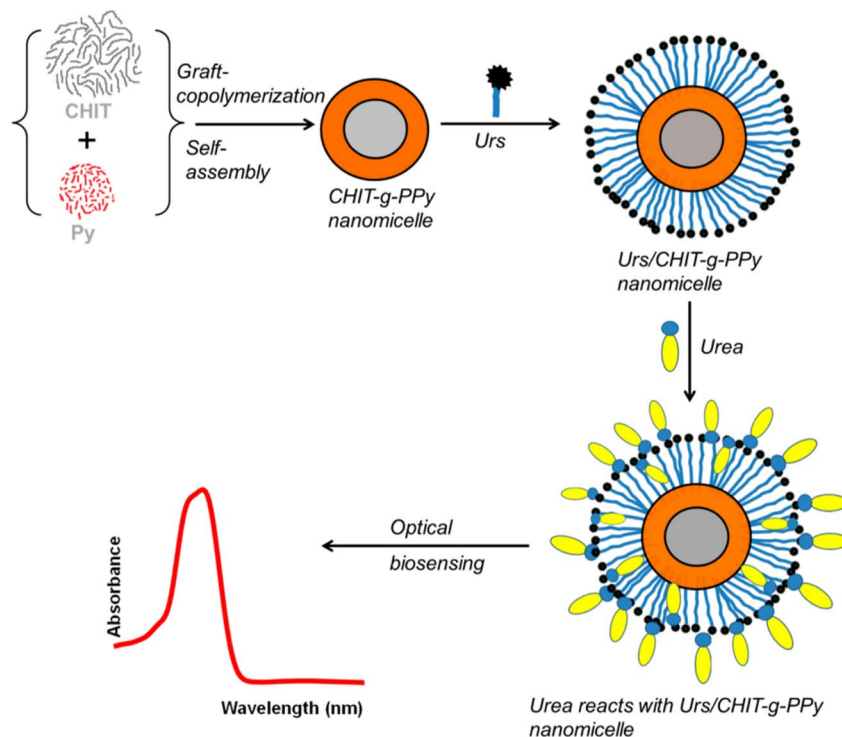 CHIT
+
Py
Graft-
copolymerization
Self-
assembly
CHIT-g-PPy
nanomicelle
Urs
Urs/CHIT-g-PPy
nanomicelle
Urea
Urea reacts with Urs/CHIT-g-PPy
nanomicelle
Optical
biosensing
Absorbance
Wavelength (nm)